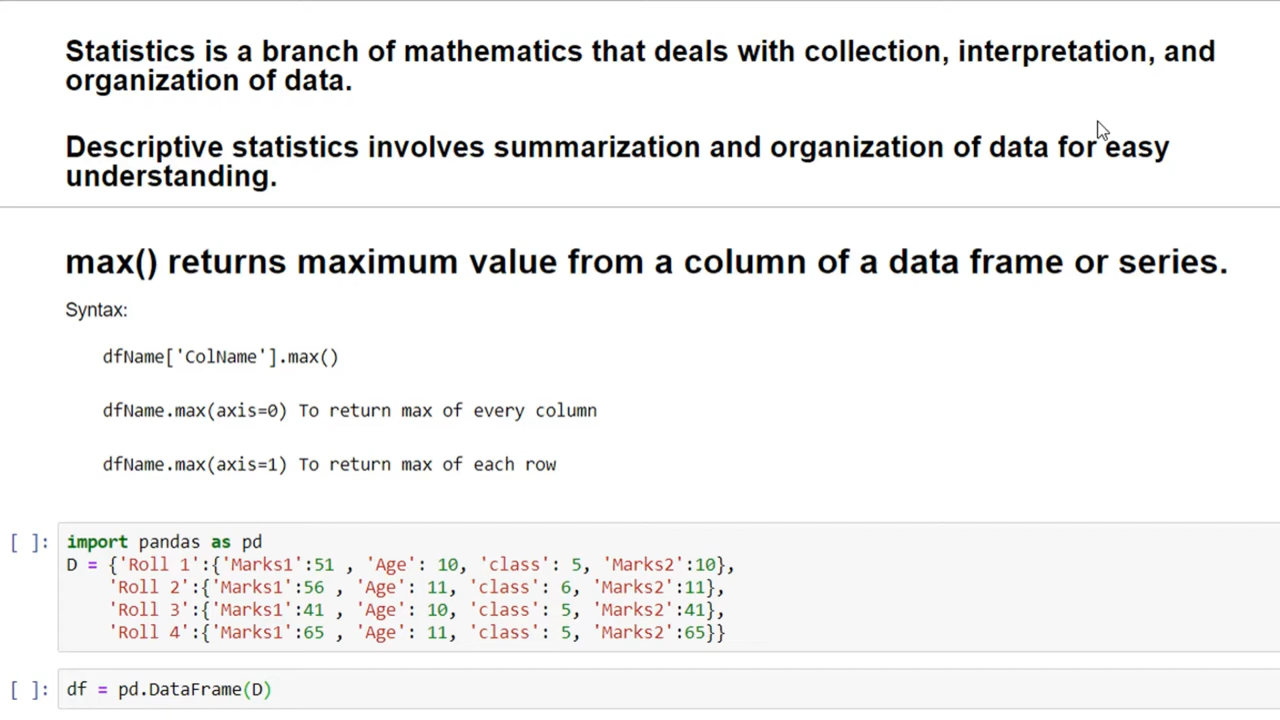 Statistics is a branch of mathematics that deals with collection, interpretation, and
organization of data.
Descriptive statistics involves summarization and organization of data for easy
understanding.
max() returns maximum value from a column of a data frame or series.
Syntax:
dfName['ColName'].max()
dfName.max(axis=0) To return max of every column
dfName.max(axis=1) To return max of each row
[ ]: import pandas as pd
D = {'Roll 1':{'Marks1':51 , 'Age': 10, 'class': 5, 'Marks2':10},
'Roll 2':{'Marks1':56 , 'Age': 11, 'class': 6, 'Marks2':11},
'Roll 3':{'Marks1':41 , 'Age': 10, 'class': 5, 'Marks2':41},
'Roll 4':{'Marks1':65 , 'Age': 11, 'class': 5, 'Marks2':65}}
[ ]: df = pd.DataFrame(D)